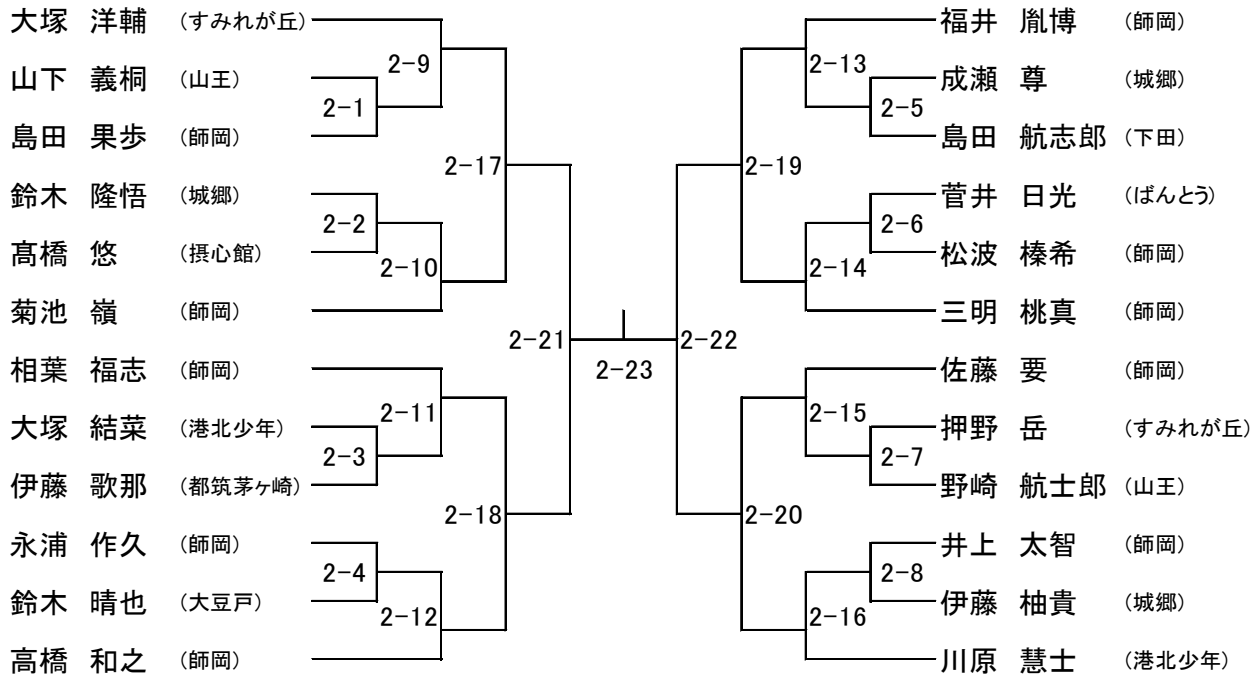 大塚 洋輔 (すみれが丘)
山下 義桐 (山王)
島田 果歩 (師岡)
鈴木 隆悟 (城郷)
髙橋 悠 (摂心館)
菊池 嶺 (師岡)
相葉 福志 (師岡)
大塚 結菜 (港北少年)
伊藤 歌那 (都筑茅ヶ崎)
永浦 作久 (師岡)
鈴木 晴也 (大豆戸)
高橋 和之 (師岡)
2-9
2-1
2-17
2-2
2-10
2-21
2-11
2-3
2-18
2-4
2-12
2-23
2-13
2-5
2-19
2-6
2-14
2-22
2-15
2-7
2-20
2-8
2-16
福井 胤博 (師岡)
成瀬 尊 (城郷)
島田 航志郎 (下田)
菅井 日光 (ばんとう)
松波 榛希 (師岡)
三明 桃真 (師岡)
佐藤 要 (師岡)
押野 岳 (すみれが丘)
野崎 航士郎 (山王)
井上 太智 (師岡)
伊藤 柚貴 (城郷)
川原 慧士 (港北少年)